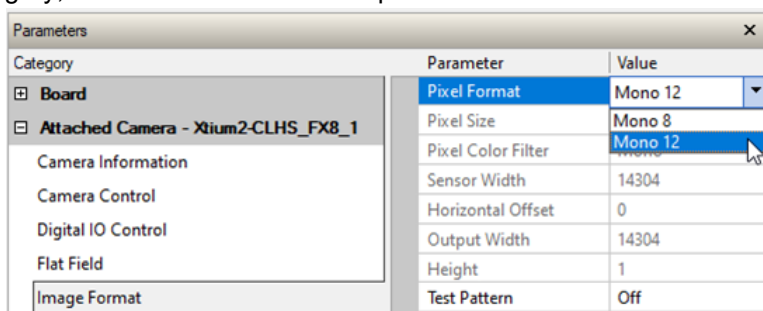 Parameters
Category Parameter Value
Board Pixel Format Mono 12
Attached Camera - Xtium2-CLHS_FX8_1 Pixel Size Mono 8
Mono 12
Camera Information Pixel Color Filter
Sensor Width 14304
Camera Control Horizontal Offset 0
Digital IO Control Output Width 14304
Flat Field Height 1
Image Format Test Pattern Off